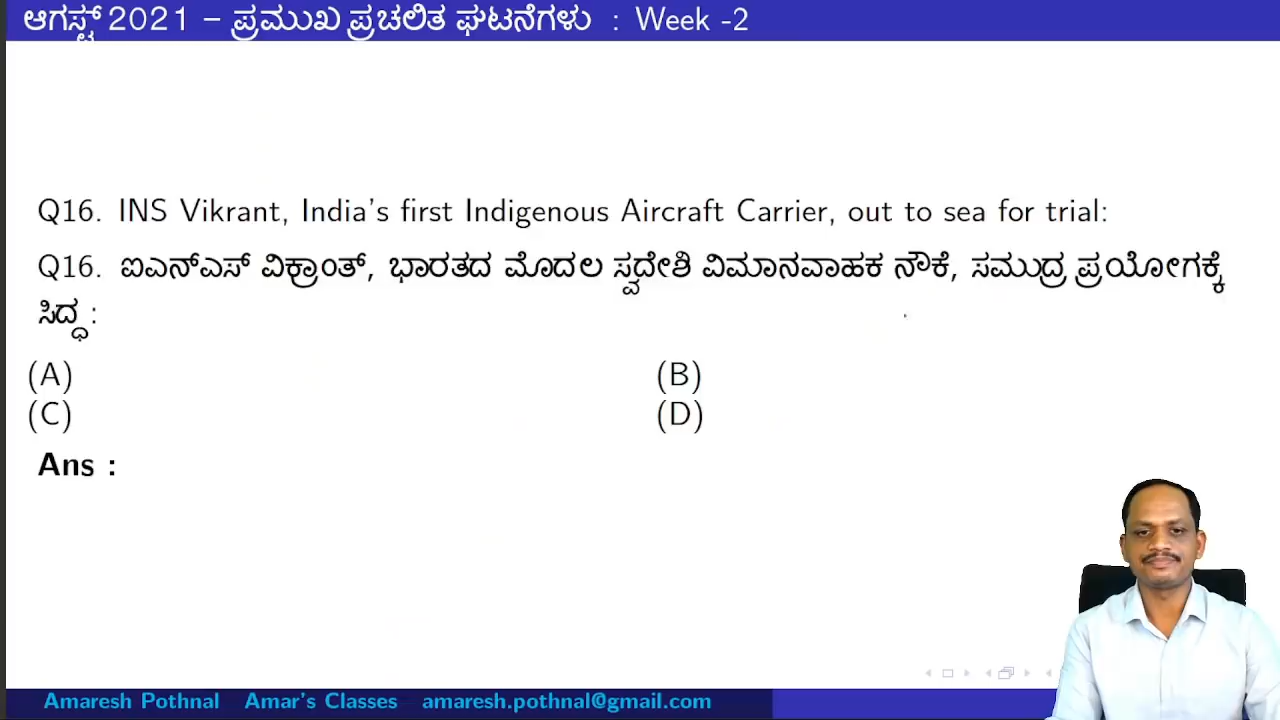 ಆಗಸ್ಟ್ 2021 – ಪ್ರಮುಖ ಪ್ರಚಲಿತ ಘಟನೆಗಳು : Week -2
Q16. INS Vikrant, India's first Indigenous Aircraft Carrier, out to sea for trial:
Q16. ಐಎನ್ಎಸ್ ವಿಕ್ರಾಂತ್, ಭಾರತದ ಮೊದಲ ಸ್ವದೇಶಿ ವಿಮಾನವಾಹಕ ನೌಕೆ, ಸಮುದ್ರ ಪ್ರಯೋಗಕ್ಕೆ
ಸಿದ್ಧ :
(A) (B)
(C) (D)
Ans :
Amaresh Pothnal Amar's Classes amaresh.pothnal@gmail.com